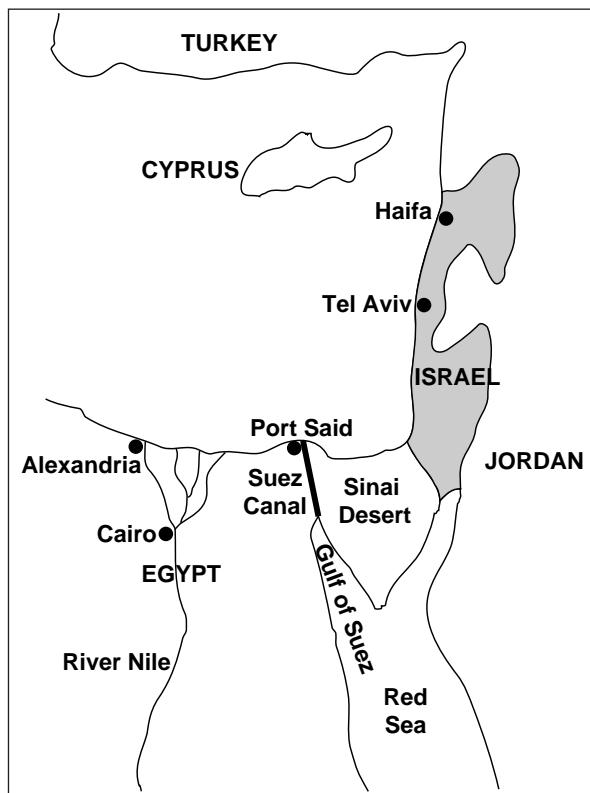 TURKEY
CYPRUS
Haifa
Tel Aviv
ISRAEL
Port Said
Alexandria
Suez
Canal
Sinai
Desert
JORDAN
Cairo
EGYPT
Gulf of Suez
River Nile
Red
Sea